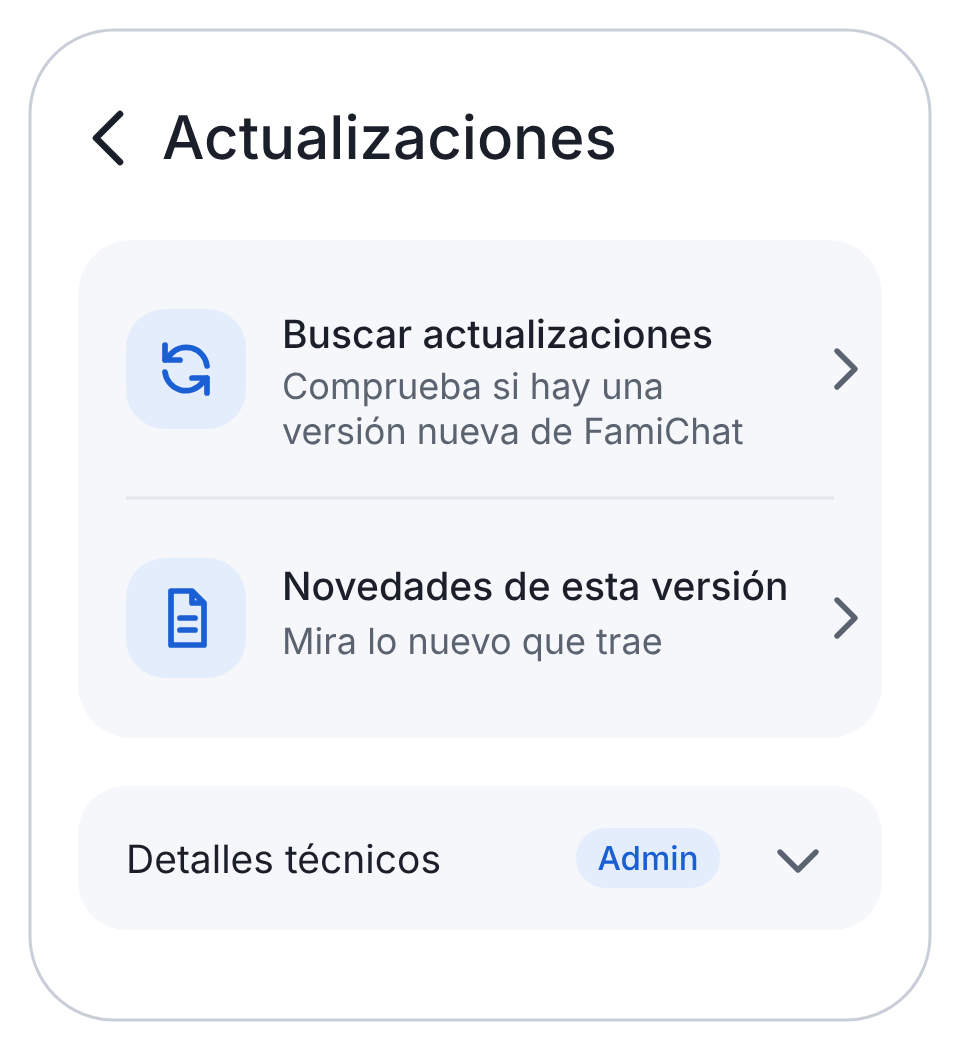 Actualizaciones
Buscar actualizaciones
Comprueba si hay una
versión nueva de FamiChat
Novedades de esta versión
Mira lo nuevo que trae
Detalles técnicos Admin